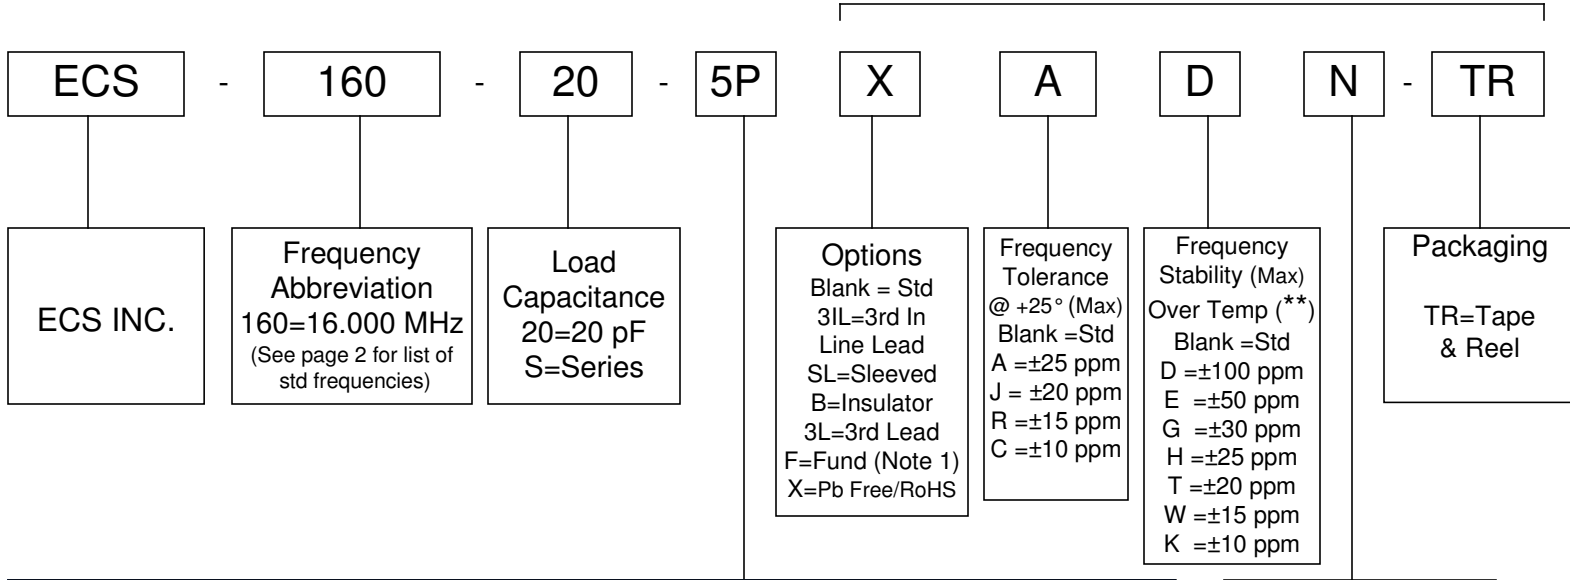 ECS - 160 - 20 - 5P X A D N - TR
ECS INC.
Frequency
Abbreviation
160=16.000 MHz
(See page 2 for list of
std frequencies)
Load
Capacitance
20=20 pF
S=Series
Options
Blank = Std
3IL=3rd In
Line Lead
SL=Sleeved
B=Insulator
3L=3rd Lead
F=Fund (Note 1)
X=Pb Free/RoHS
Frequency
Tolerance
@ +25° (Max)
Blank =Std
A =±25 ppm
J = ±20 ppm
R =±15 ppm
C =±10 ppm
Frequency
Stability (Max)
Over Temp (**)
Blank =Std
D =±100 ppm
E =±50 ppm
G =±30 ppm
H =±25 ppm
T =±20 ppm
W =±15 ppm
K =±10 ppm
Packaging
TR=Tape
& Reel